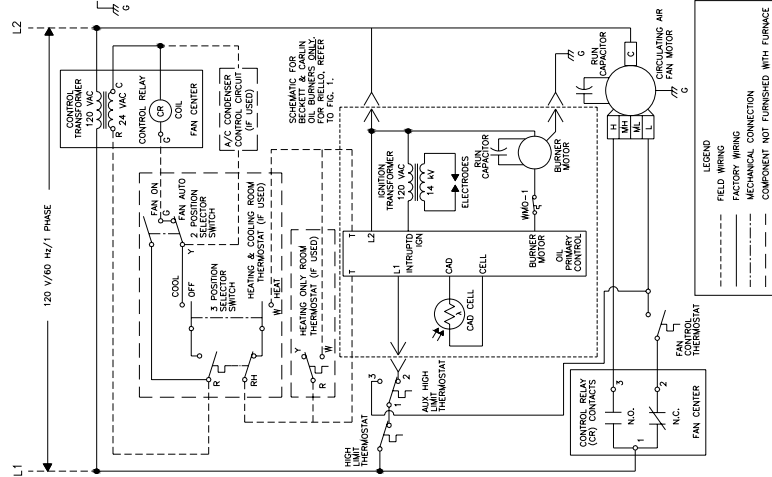 L2
G
120 V/60 Hz/1 PHASE
L1
CONTROL
TRANSFORMER
120 VAC
24 VAC
R
C
CONTROL RELAY
CR
COIL
G
FAN CENTER
A/C CONDENSER
CONTROL CIRCUIT
(IF USED)
SCHEMATIC FOR
BECKETT & CARLIN
OIL BURNERS ONLY.
FOR RIELLO, REFER
TO FIG. 1.
FAN ON
G
FAN AUTO
Y
2 POSITION
SELECTOR
SWITCH
COOL
OFF
3 POSITION
SELECTOR
SWITCH
HEAT
W
R
RH
HEATING & COOLING ROOM
THERMOSTAT (IF USED)
HEATING ONLY ROOM
THERMOSTAT (IF USED)
Y
W
R
T
T
IGNITION
TRANSFORMER
120 VAC
14 kV
ELECTRODES
RUN
CAPACITOR
BURNER
MOTOR
WMO-1
L2
INTRUPTD
IGN
L1
CAD
CELL
BURNER
MOTOR
OIL
PRIMARY
CONTROL
CAD CELL
G
RUN
CAPACITOR
CIRCULATING AIR
FAN MOTOR
C
G
H
MH
ML
L
HIGH LIMIT
THERMOSTAT
1
2
3
AUX HIGH
LIMIT
THERMOSTAT
CONTROL RELAY
(CR) CONTACTS
N.O.
3
N.C.
2
1
FAN CENTER
FAN
CONTROL
THERMOSTAT
LEGEND
FIELD WIRING
FACTORY WIRING
MECHANICAL CONNECTION
COMPONENT NOT FURNISHED WITH FURNACE